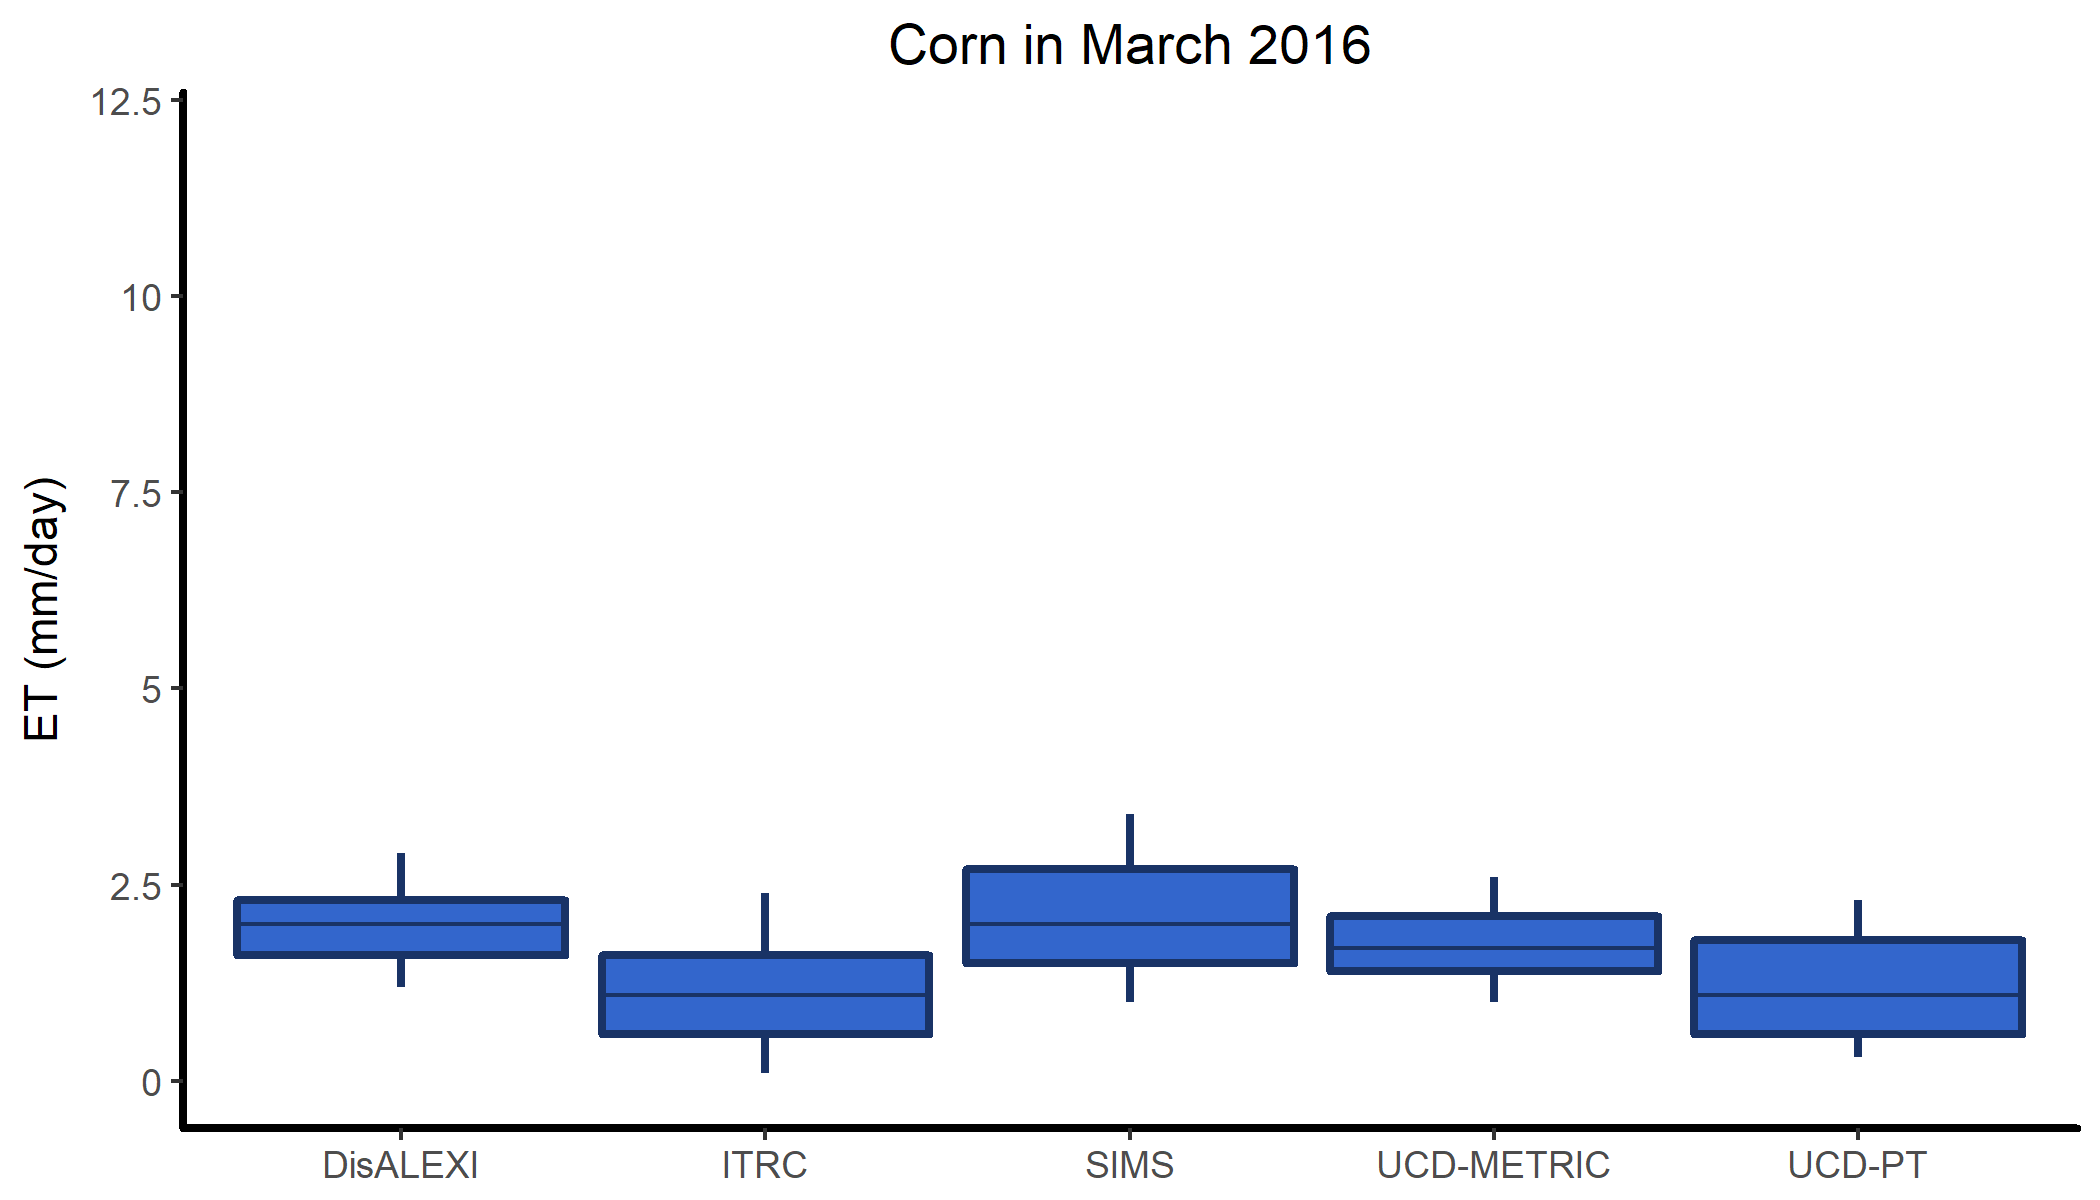 Corn in March 2016
12.5
10
7.5
5
2.5
0
ET (mm/day)
DisALEXI
ITRC
SIMS
UCD-METRIC
UCD-PT